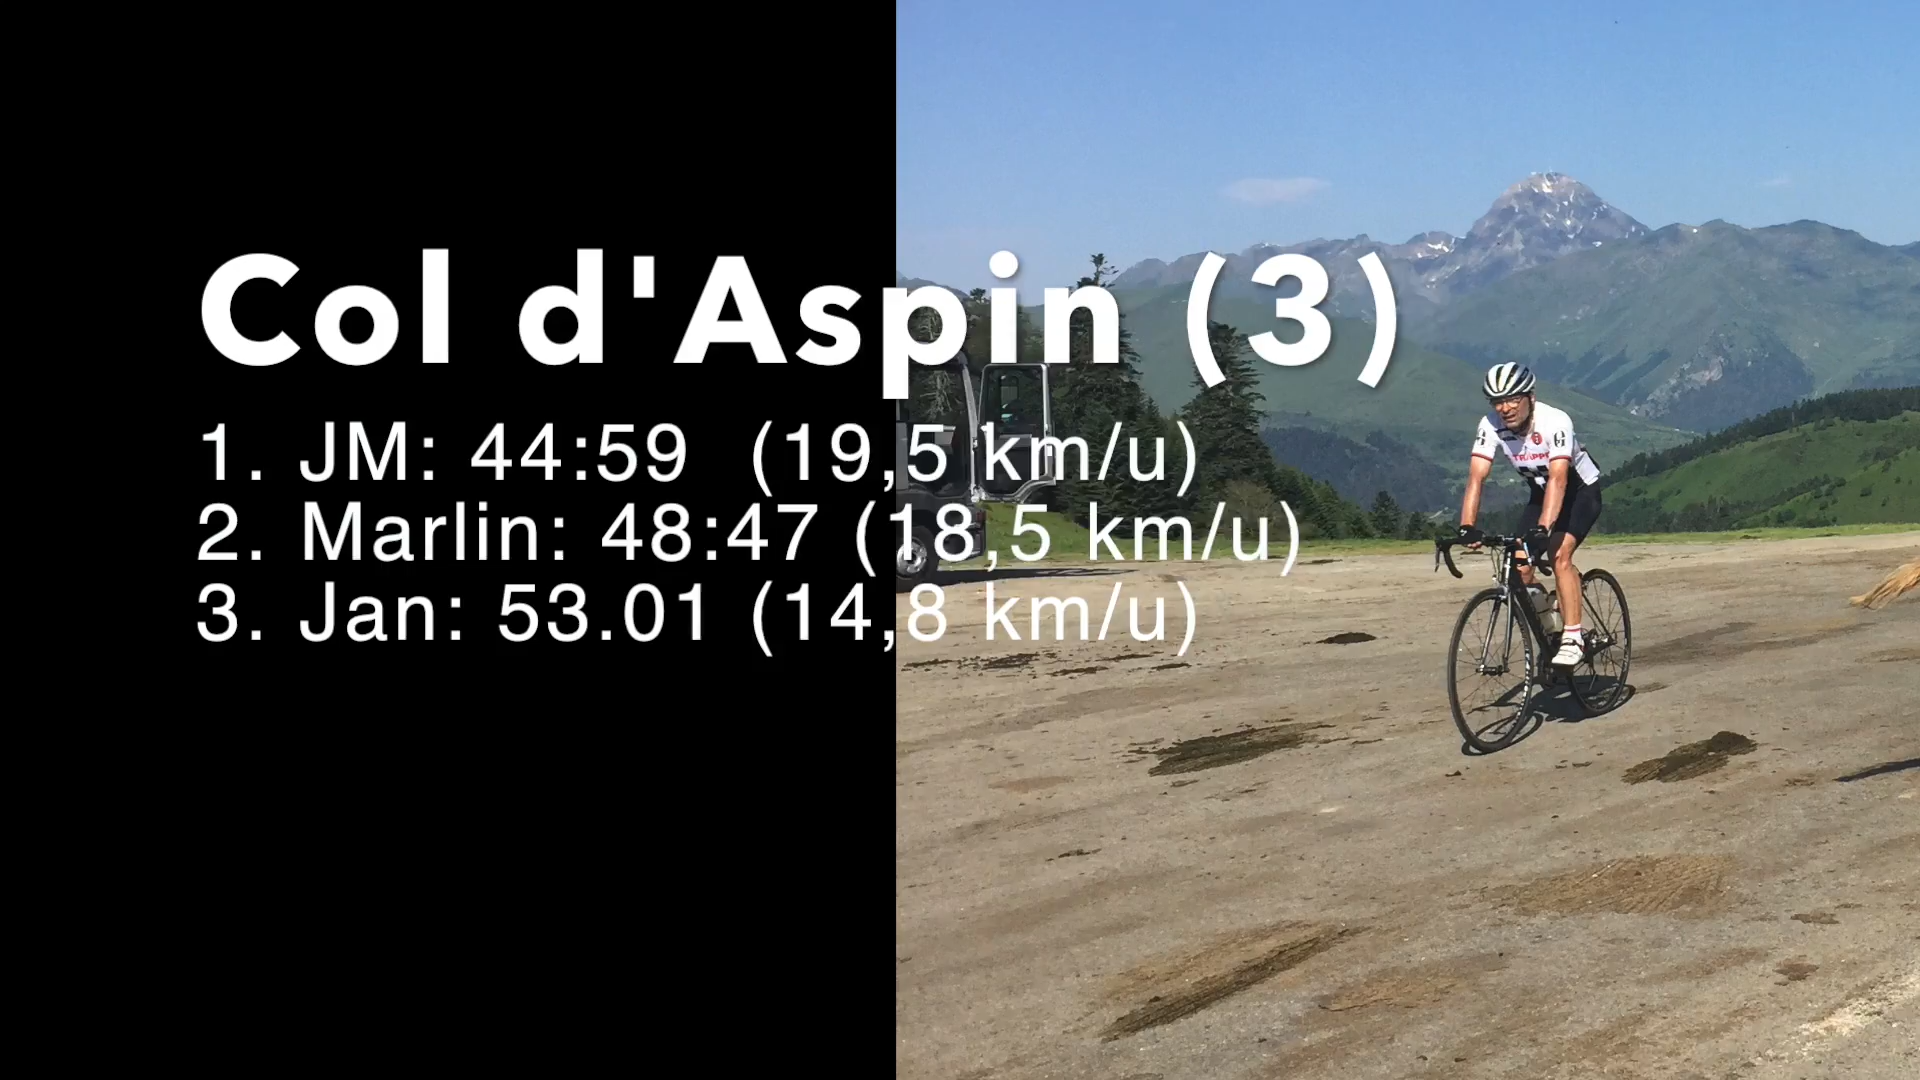 Col d'Aspin (3)
1. JM: 44:59 (19,5 km/u)
2. Marlin: 48:47 (18,5 km/u)
3. Jan: 53.01 (14,8 km/u)